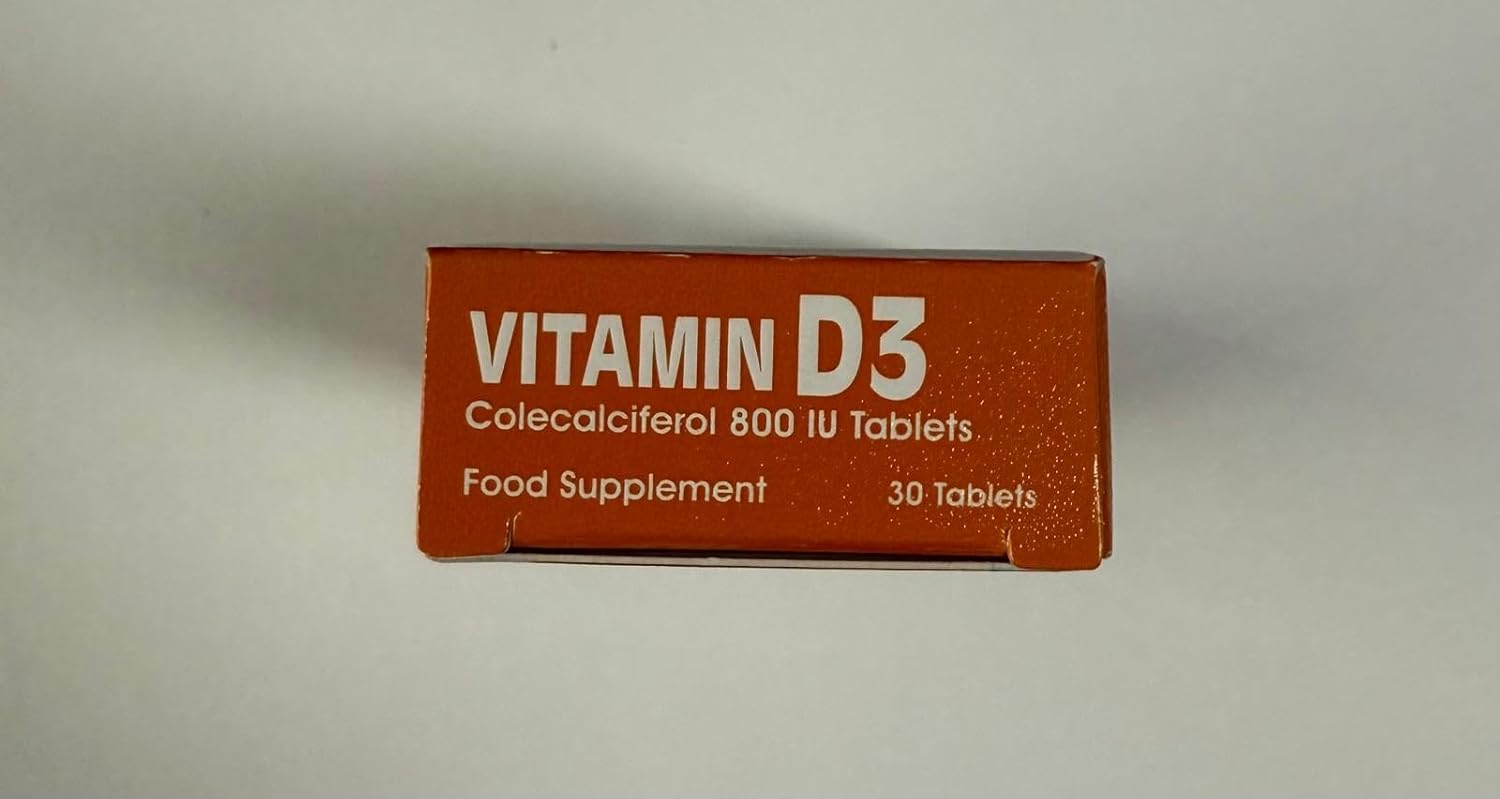 VITAMIN D3
Colecalciferol 800 IU Tablets
Food Supplement 30 Tablets